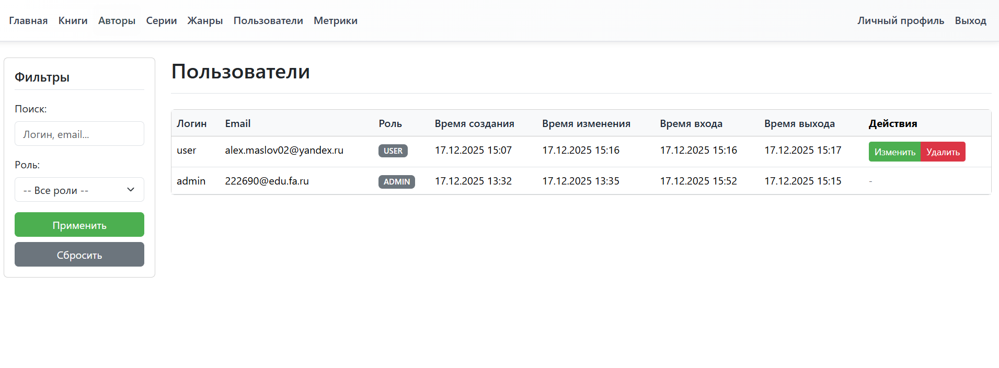 Главная Книги Авторы Серии Жанры Пользователи Метрики Личный профиль Выход
Фильтры
Поиск:
Логин, email...
Роль:
-- Все роли --
Применить
Сбросить
Пользователи
Логин Email Роль Время создания Время изменения Время входа Время выхода Действия
user alex.maslov02@yandex.ru USER 17.12.2025 15:07 17.12.2025 15:16 17.12.2025 15:16 17.12.2025 15:17 Изменить Удалить
admin 222690@edu.fa.ru ADMIN 17.12.2025 13:32 17.12.2025 13:35 17.12.2025 15:52 17.12.2025 15:15 -